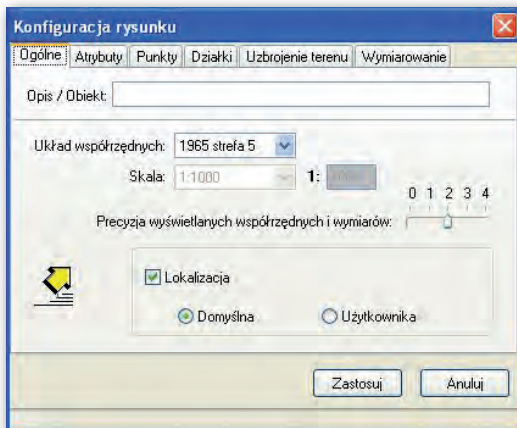 Konfiguracja rysunku
Ogólne Atrybuty Punkty Działki Uzbrojenie terenu Wymiarowanie
Opis / Obiekt:
Układ współrzędnych: 1965 strefa 5
Skala: 1:1000 1:
0 1 2 3 4
Precyzja wyświetlanych współrzędnych i wymiarów:
Lokalizacja
Domyślna Użytkownika
Zastosuj Anuluj